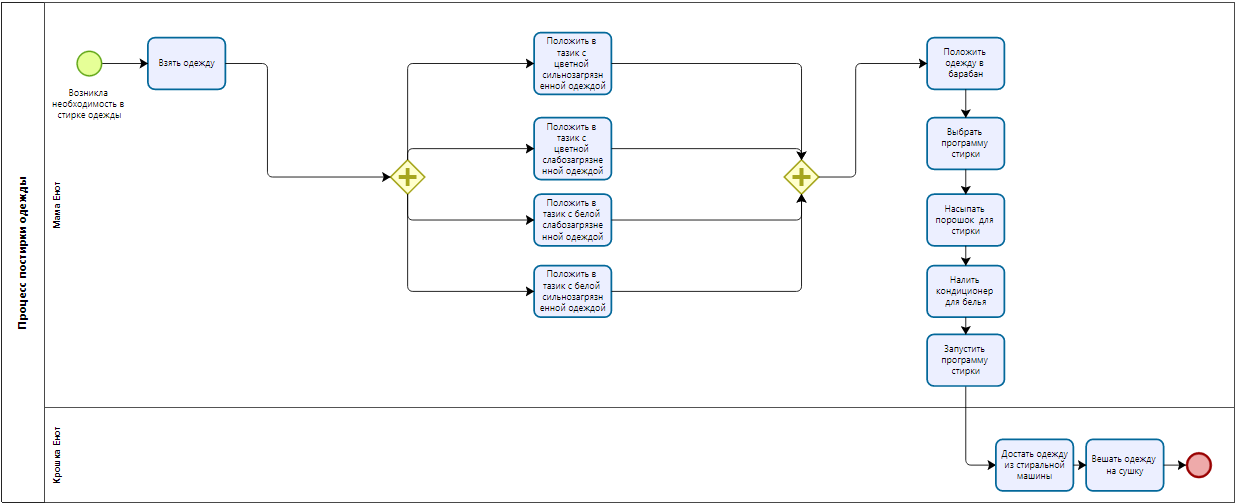 Процесс постирки одежды
Мама Енот
Возникла
необходимость в
стирке одежды
Взять одежду
Положить в
тазик с
цветной
сильнозагрязн
енной одеждой
Положить в
тазик с
цветной
слабозагрязне
нной одеждой
Положить в
тазик с белой
слабозагрязне
нной одеждой
Положить в
тазик с белой
сильнозагрязн
енной одеждой
Положить
одежду в
барабан
Выбрать
программу
стирки
Насыпать
порошок для
стирки
Налить
кондиционер
для белья
Запустить
программу
стирки
Крошка Енот
Достать одежду
из стиральной
машины
Вешать одежду
на сушку